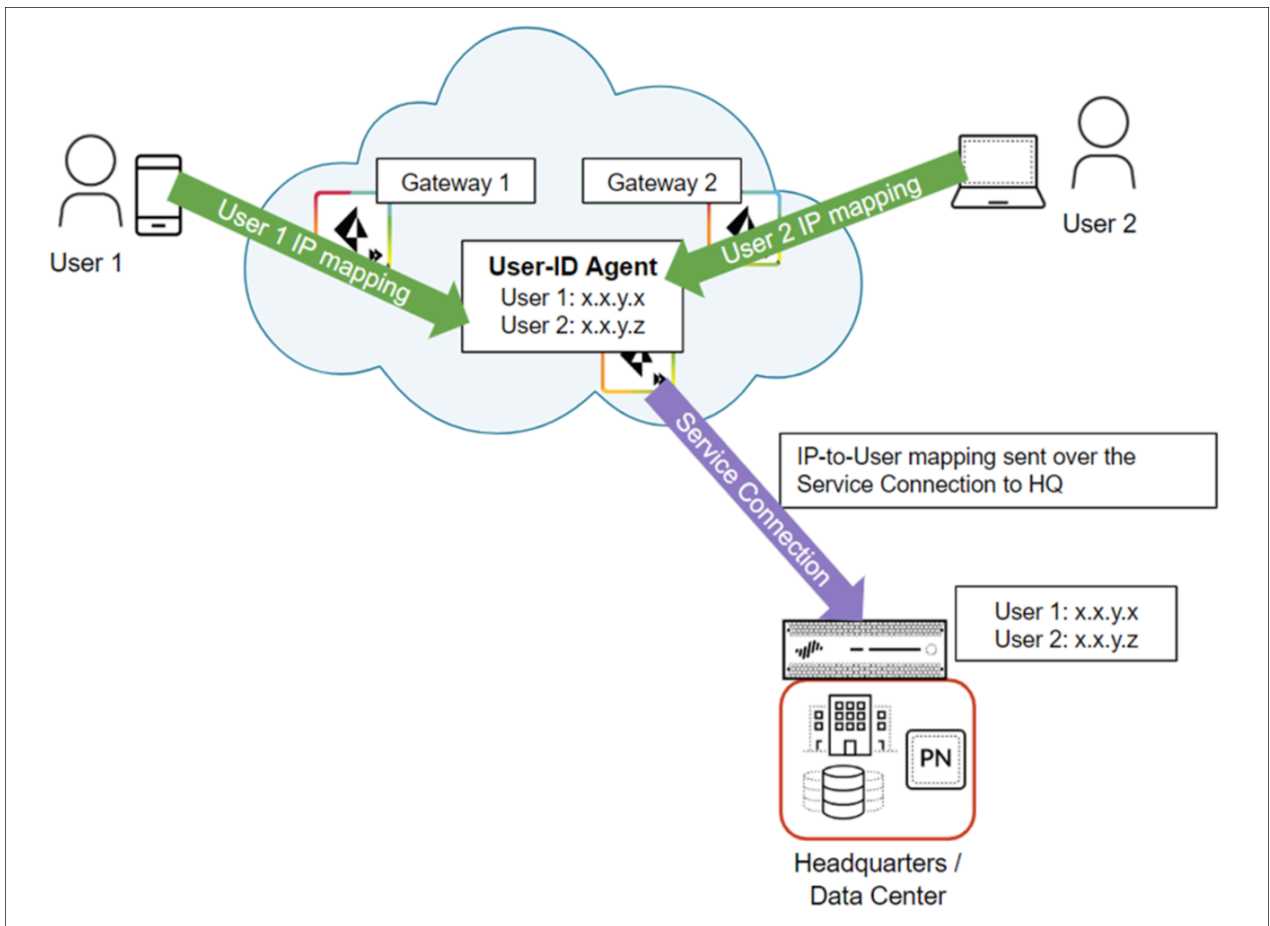 Gateway 1
Gateway 2
User 1
User 1 IP mapping
User 2 IP mapping
User 2
User-ID Agent
User 1: x.x.y.x
User 2: x.x.y.z
Service Connection
IP-to-User mapping sent over the
Service Connection to HQ
User 1: x.x.y.x
User 2: x.x.y.z
PN
Headquarters /
Data Center